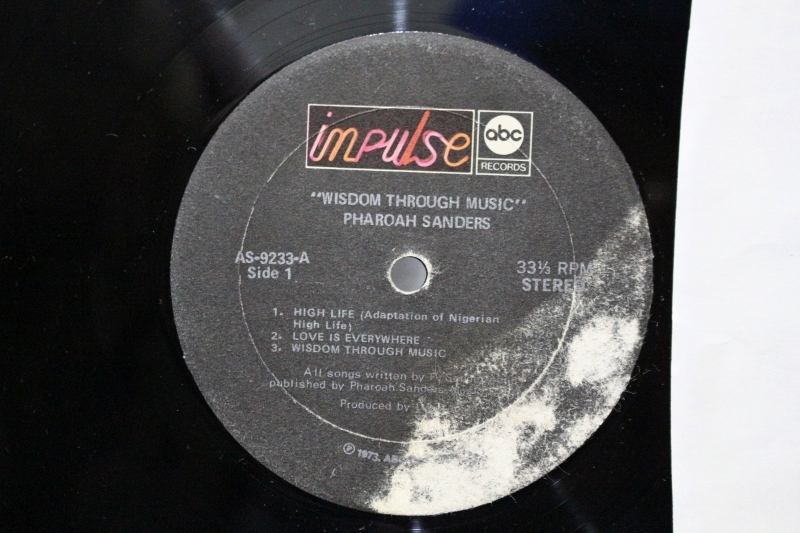 impulse
abc
RECORDS
"WISDOM THROUGH MUSIC"
PHAROAH SANDERS
AS-9233-A
Side 1
33⅓ RPM
STEREO
1. HIGH LIFE (Adaptation of Nigerian
High Life)
2. LOVE IS EVERYWHERE
3. WISDOM THROUGH MUSIC
All songs written by
published by Pharoah Sanders
Produced by
℗ 1973,